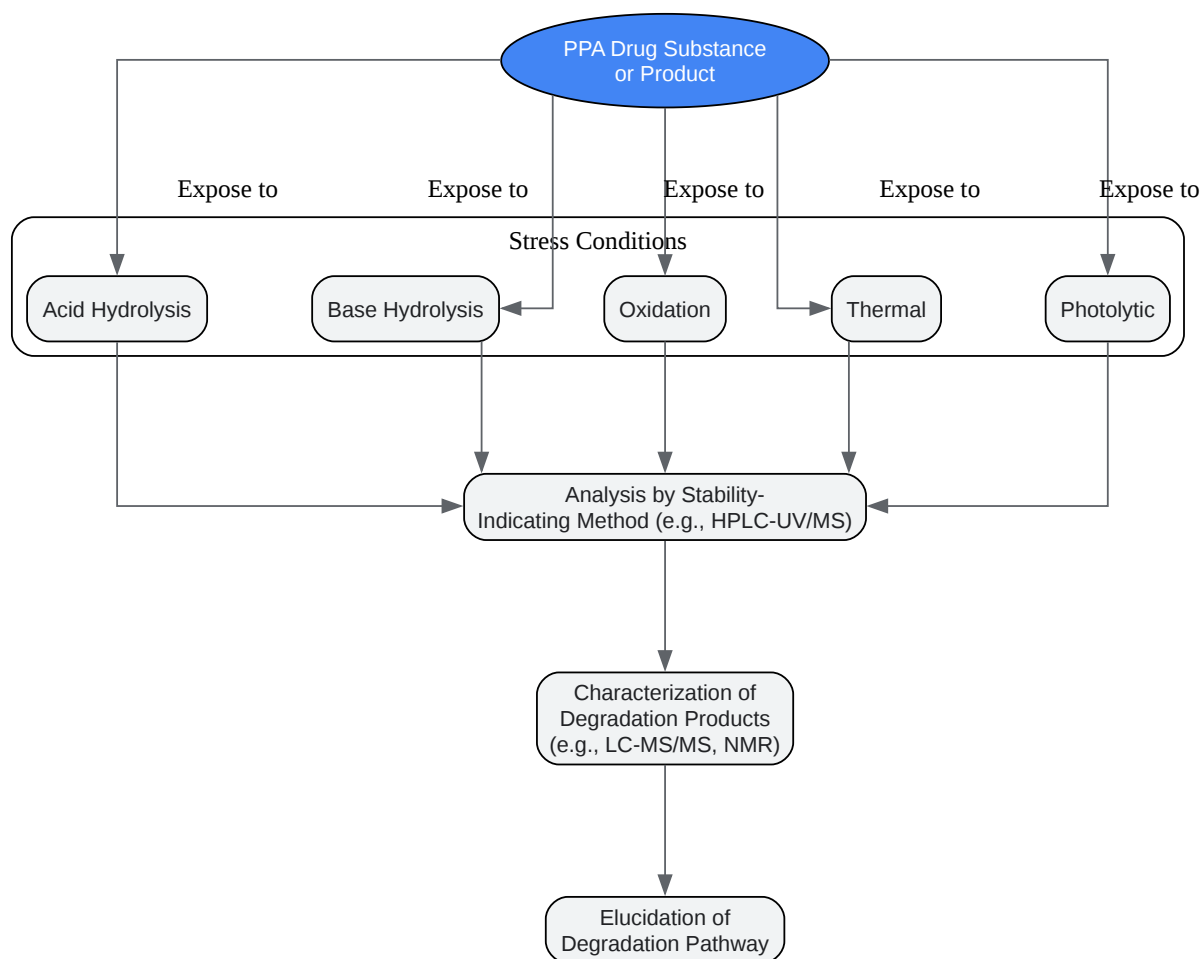 PPA Drug Substance
or Product
Expose to
Expose to
Expose to
Expose to
Expose to
Stress Conditions
Acid Hydrolysis
Base Hydrolysis
Oxidation
Thermal
Photolytic
Analysis by Stability-
Indicating Method (e.g., HPLC-UV/MS)
Characterization of
Degradation Products
(e.g., LC-MS/MS, NMR)
Elucidation of
Degradation Pathway